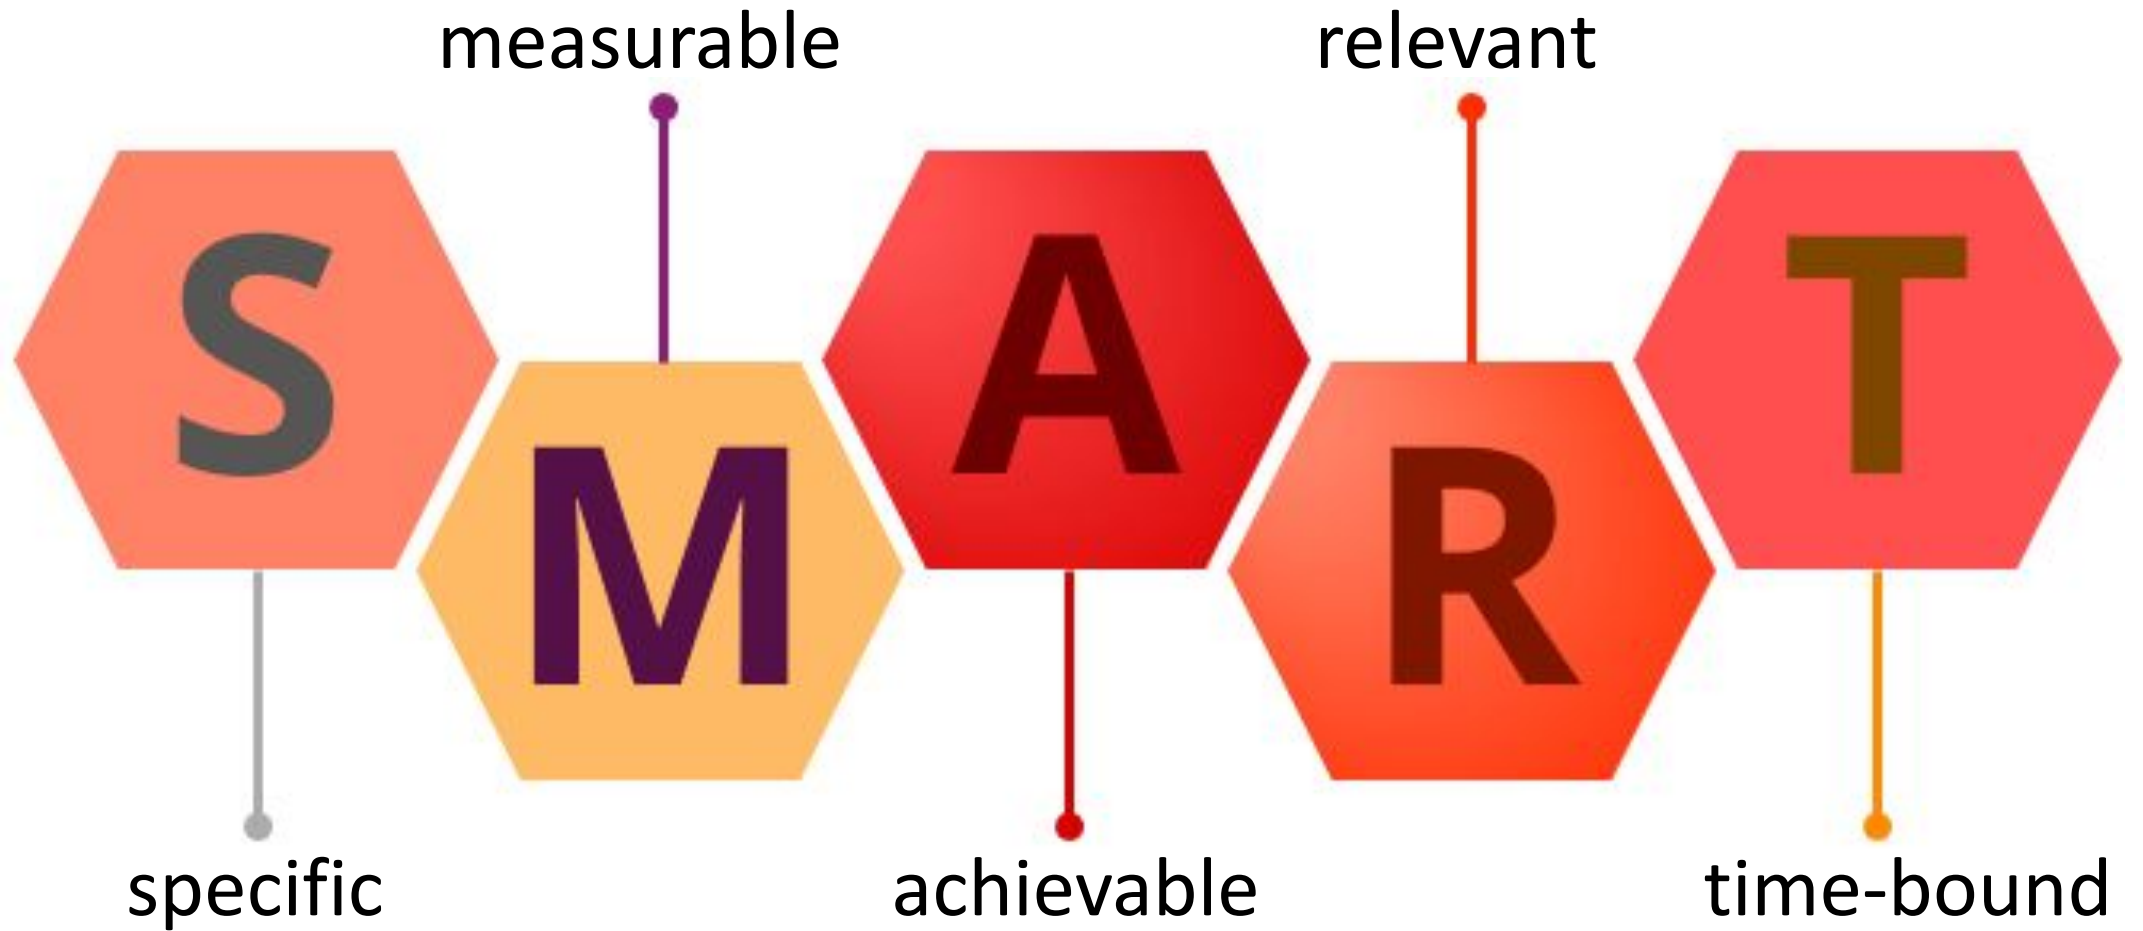 measurable
relevant
S
M
A
R
T
specific
achievable
time-bound